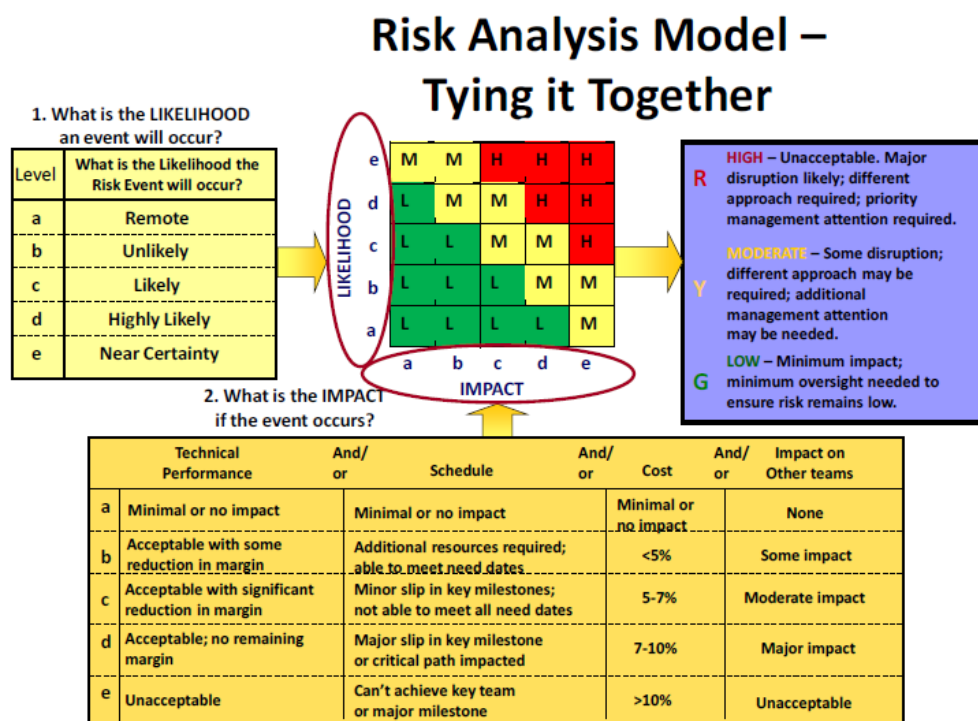 Risk Analysis Model –
Tying it Together
1. What is the LIKELIHOOD
an event will occur?
Level What is the Likelihood the
Risk Event will occur?
a Remote
b Unlikely
c Likely
d Highly Likely
e Near Certainty
LIKELIHOOD
e M M H H H
d L M M H H
c L L M M H
b L L L M M
a L L L L M
a b c d e
IMPACT
R HIGH – Unacceptable. Major
disruption likely; different
approach required; priority
management attention required.
Y MODERATE – Some disruption;
different approach may be
required; additional
management attention
may be needed.
G LOW – Minimum impact;
minimum oversight needed to
ensure risk remains low.
2. What is the IMPACT
if the event occurs?
Technical And/ And/ And/ Impact on
Performance or Schedule or Cost or Other teams
a Minimal or no impact Minimal or no impact Minimal or
no impact None
b Acceptable with some
reduction in margin Additional resources required;
able to meet need dates <5% Some impact
c Acceptable with significant
reduction in margin Minor slip in key milestones;
not able to meet all need dates 5-7% Moderate impact
d Acceptable; no remaining
margin Major slip in key milestone
or critical path impacted 7-10% Major impact
e Unacceptable Can't achieve key team
or major milestone >10% Unacceptable